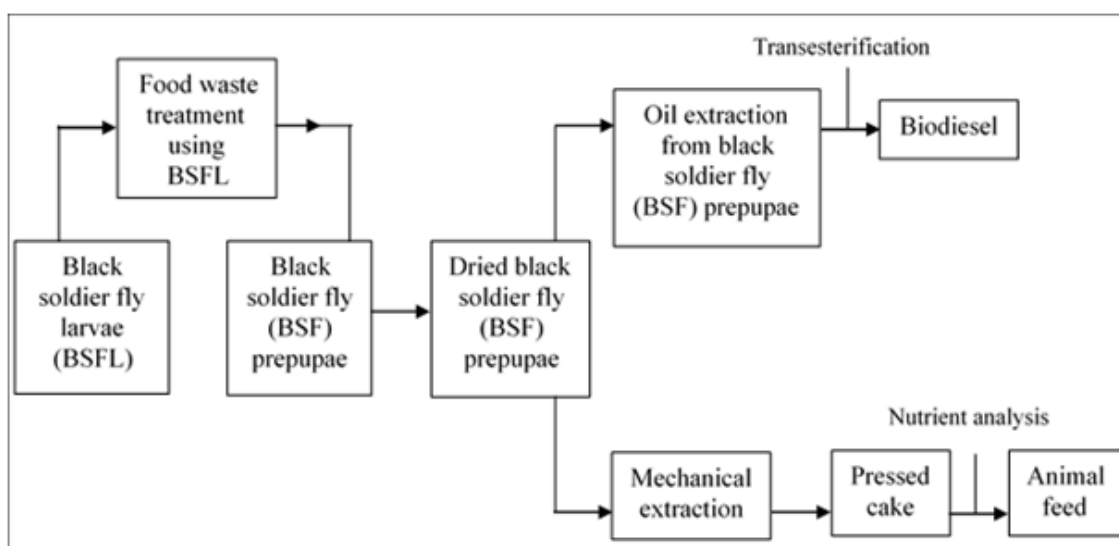 Transesterification
Food waste
treatment
using
BSFL
Oil extraction
from black
soldier fly
(BSF) prepupae
Biodiesel
Black
soldier fly
larvae
(BSFL)
Black
soldier fly
(BSF)
prepupae
Dried black
soldier fly
(BSF)
prepupae
Nutrient analysis
Mechanical
extraction
Pressed
cake
Animal
feed